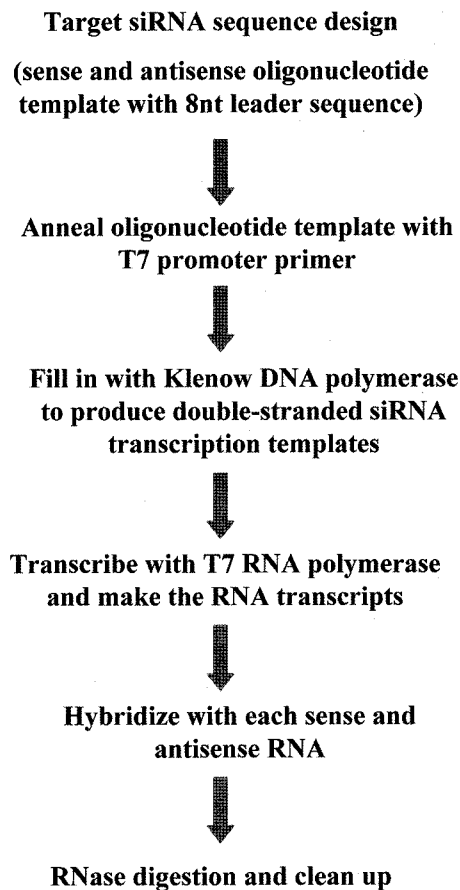 Target siRNA sequence design
(sense and antisense oligonucleotide
template with 8nt leader sequence)
Anneal oligonucleotide template with
T7 promoter primer
Fill in with Klenow DNA polymerase
to produce double-stranded siRNA
transcription templates
Transcribe with T7 RNA polymerase
and make the RNA transcripts
Hybridize with each sense and
antisense RNA
RNase digestion and clean up